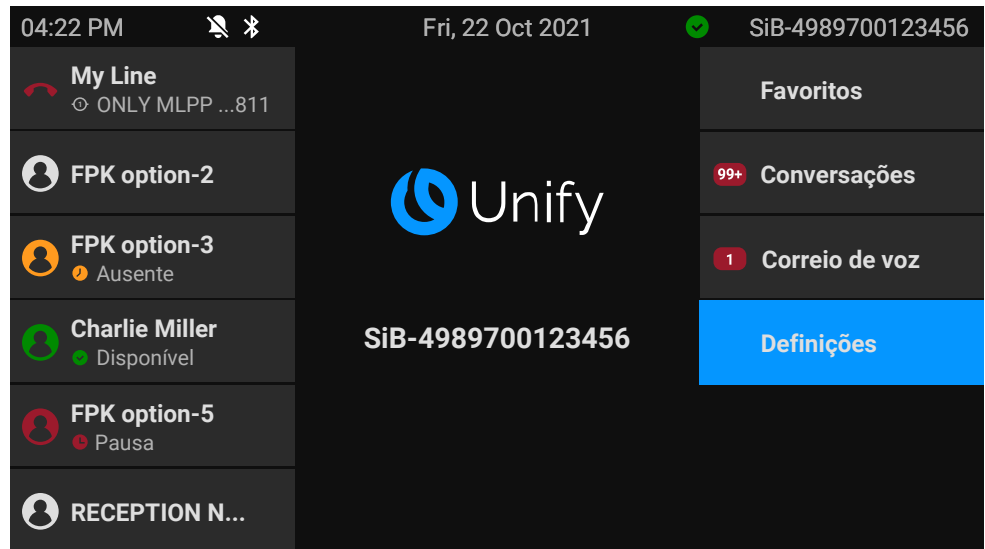 04:22 PM
Fri, 22 Oct 2021
SiB-4989700123456
My Line
ONLY MLPP ...811
FPK option-2
FPK option-3
Ausente
Charlie Miller
Disponível
FPK option-5
Pausa
RECEPTION N...
Unify
SiB-4989700123456
Favoritos
99+ Conversações
1 Correio de voz
Definições